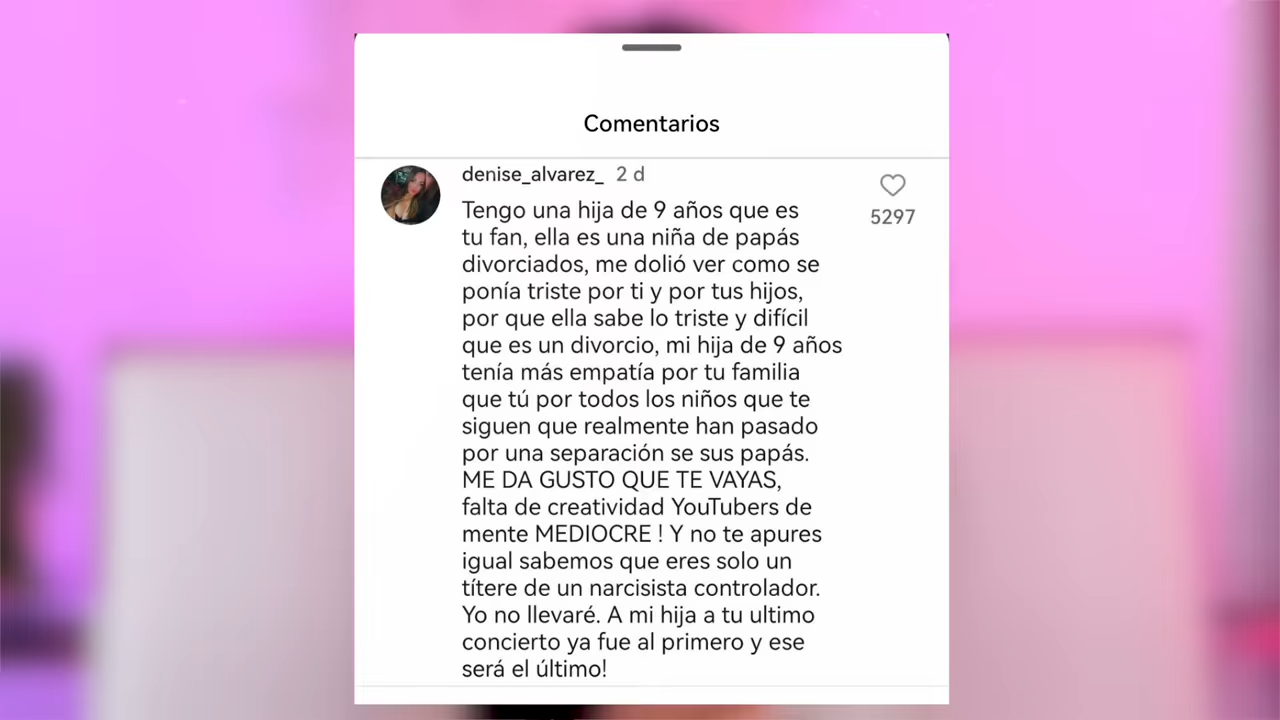 Comentarios
denise_alvarez_ 2 d
Tengo una hija de 9 años que es
tu fan, ella es una niña de papás
divorciados, me dolió ver como se
ponía triste por ti y por tus hijos,
por que ella sabe lo triste y difícil
que es un divorcio, mi hija de 9 años
tenía más empatía por tu familia
que tú por todos los niños que te
siguen que realmente han pasado
por una separación se sus papás.
ME DA GUSTO QUE TE VAYAS,
falta de creatividad YouTubers de
mente MEDIOCRE ! Y no te apures
igual sabemos que eres solo un
títere de un narcisista controlador.
Yo no llevaré. A mi hija a tu ultimo
concierto ya fue al primero y ese
será el último!
5297